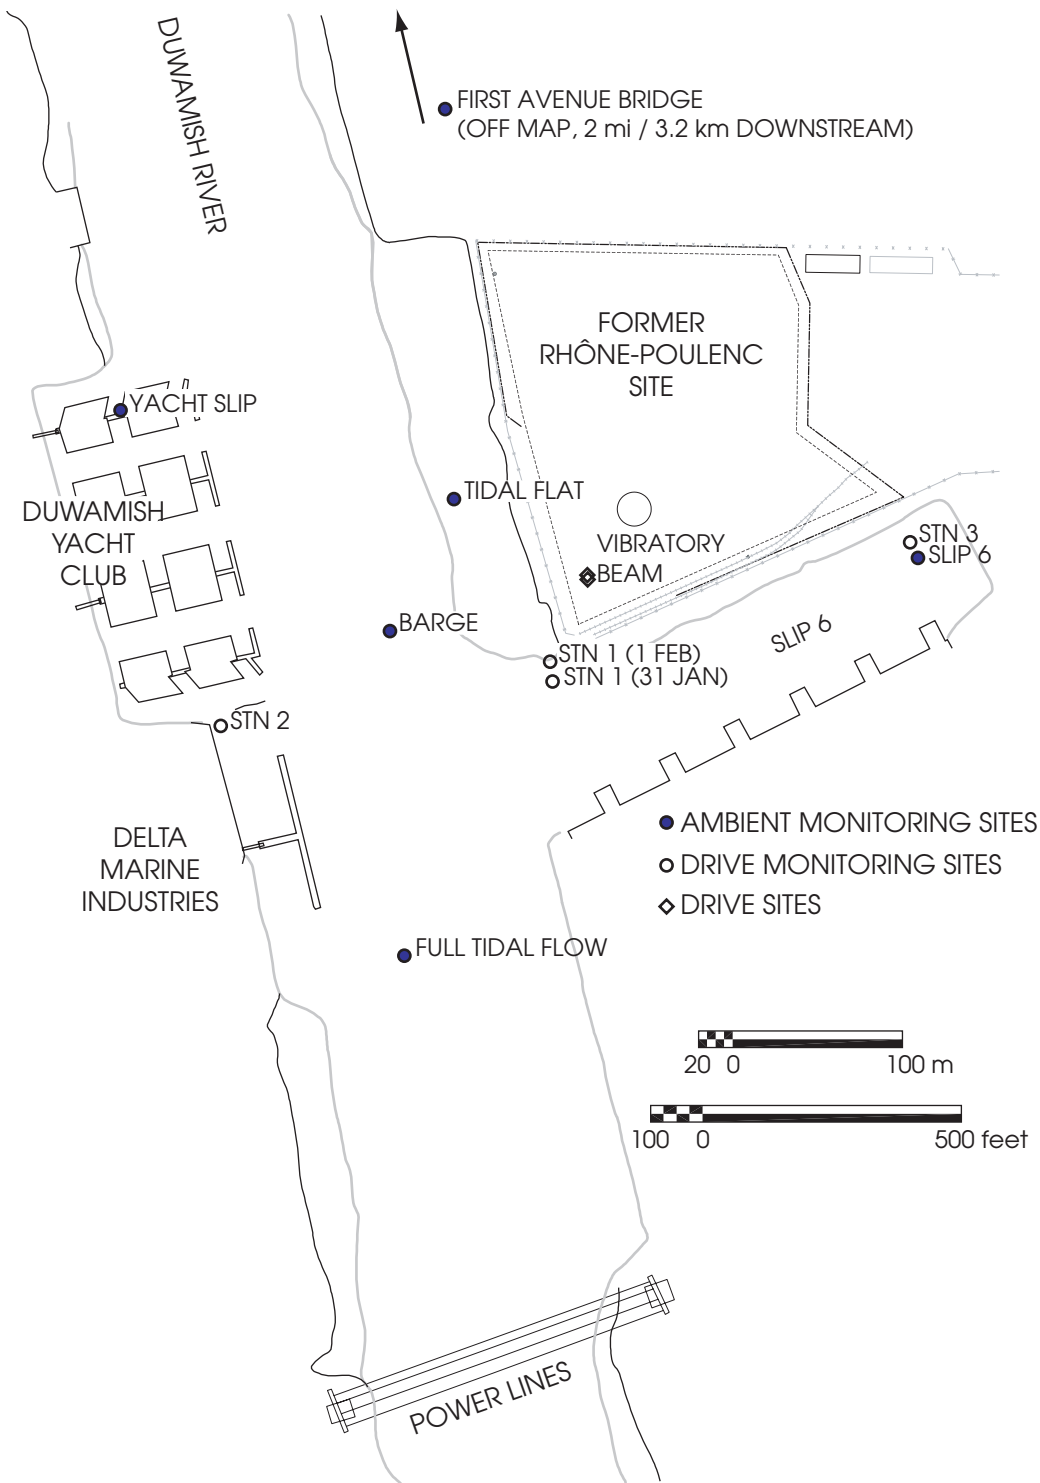 DUWAMISH RIVER
FIRST AVENUE BRIDGE
(OFF MAP, 2 mi / 3.2 km DOWNSTREAM)
FORMER
RHÔNE-POULENC
SITE
YACHT SLIP
TIDAL FLAT
DUWAMISH
YACHT
CLUB
VIBRATORY
BEAM
STN 3
SLIP 6
BARGE
SLIP 6
STN 1 (1 FEB)
STN 1 (31 JAN)
STN 2
DELTA
MARINE
INDUSTRIES
AMBIENT MONITORING SITES
DRIVE MONITORING SITES
DRIVE SITES
FULL TIDAL FLOW
20 0 100 m
100 0 500 feet
POWER LINES